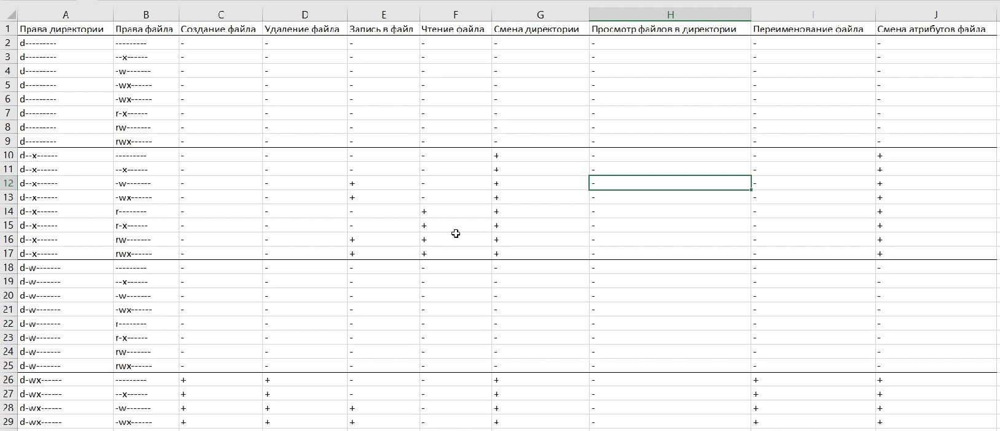 A B C D E F G H I J
1 Права директории Права файла Создание файла Удаление файла Запись в файл Чтение файла Смена директории Просмотр файлов в директории Переименование файла Смена атрибутов файла
2 d--------- --------- - - - - - - - -
3 d--------- --x------ - - - - - - - -
4 d--------- -w------- - - - - - - - -
5 d--------- -wx------ - - - - - - - -
6 d--------- -wx------ - - - - - - - -
7 d--------- r-x------ - - - - - - - -
8 d--------- rw------- - - - - - - - -
9 d--------- rwx------ - - - - - - - -
10 d--x------ --------- - - - - + - - +
11 d--x------ --x------ - - - - + - - +
12 d--x------ -w------- - - + - + - - +
13 d--x------ -wx------ - - + - + - - +
14 d--x------ r-------- - - - + + - - +
15 d--x------ r-x------ - - - + + - - +
16 d--x------ rw------- - - + + + - - +
17 d--x------ rwx------ - - + + + - - +
18 d-w------- --------- - - - - - - - -
19 d-w------- --x------ - - - - - - - -
20 d-w------- -w------- - - - - - - - -
21 d-w------- -wx------ - - - - - - - -
22 d-w------- r-------- - - - - - - - -
23 d-w------- r-x------ - - - - - - - -
24 d-w------- rw------- - - - - - - - -
25 d-w------- rwx------ - - - - - - - -
26 d-wx------ --------- + + - - + - + +
27 d-wx------ --x------ + + - - + - + +
28 d-wx------ -w------- + + + - + - + +
29 d-wx------ -wx------ + + + - + - + +